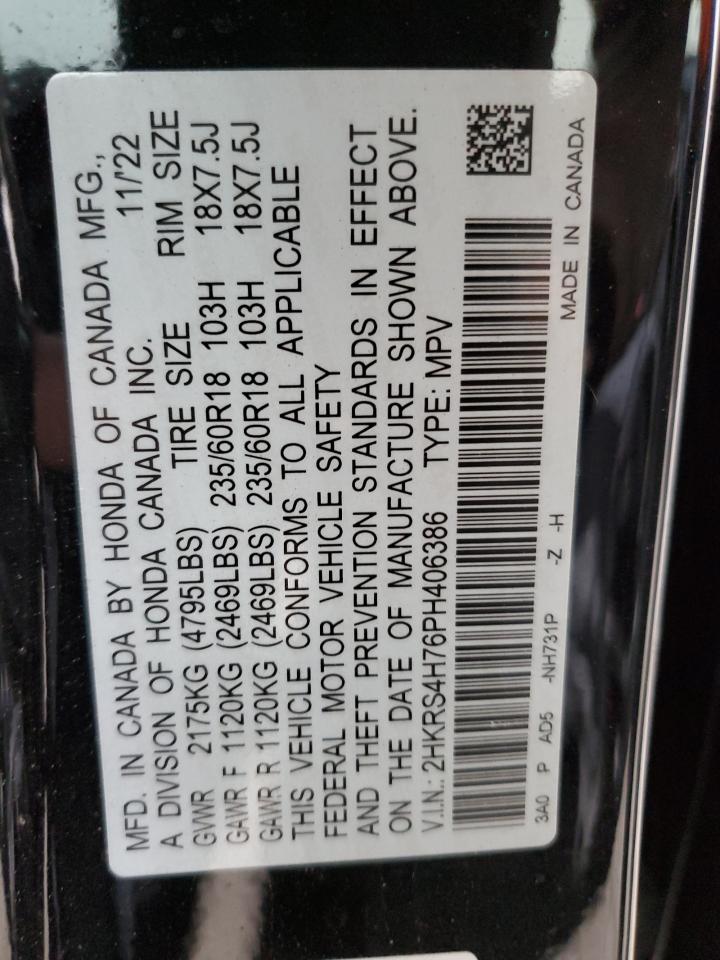 MFD. IN CANADA BY HONDA OF CANADA MFG.,
A DIVISION OF HONDA CANADA INC. 11/'22
GVWR 2175KG (4795LBS) TIRE SIZE RIM SIZE
GAWR F 1120KG (2469LBS) 235/60R18 103H 18X7.5J
GAWR R 1120KG (2469LBS) 235/60R18 103H 18X7.5J
THIS VEHICLE CONFORMS TO ALL APPLICABLE
FEDERAL MOTOR VEHICLE SAFETY
AND THEFT PREVENTION STANDARDS IN EFFECT
ON THE DATE OF MANUFACTURE SHOWN ABOVE.
V.I.N.: 2HKRS4H76PH406386 TYPE: MPV
3A0 P AD5 -NH731P -Z -H
MADE IN CANADA